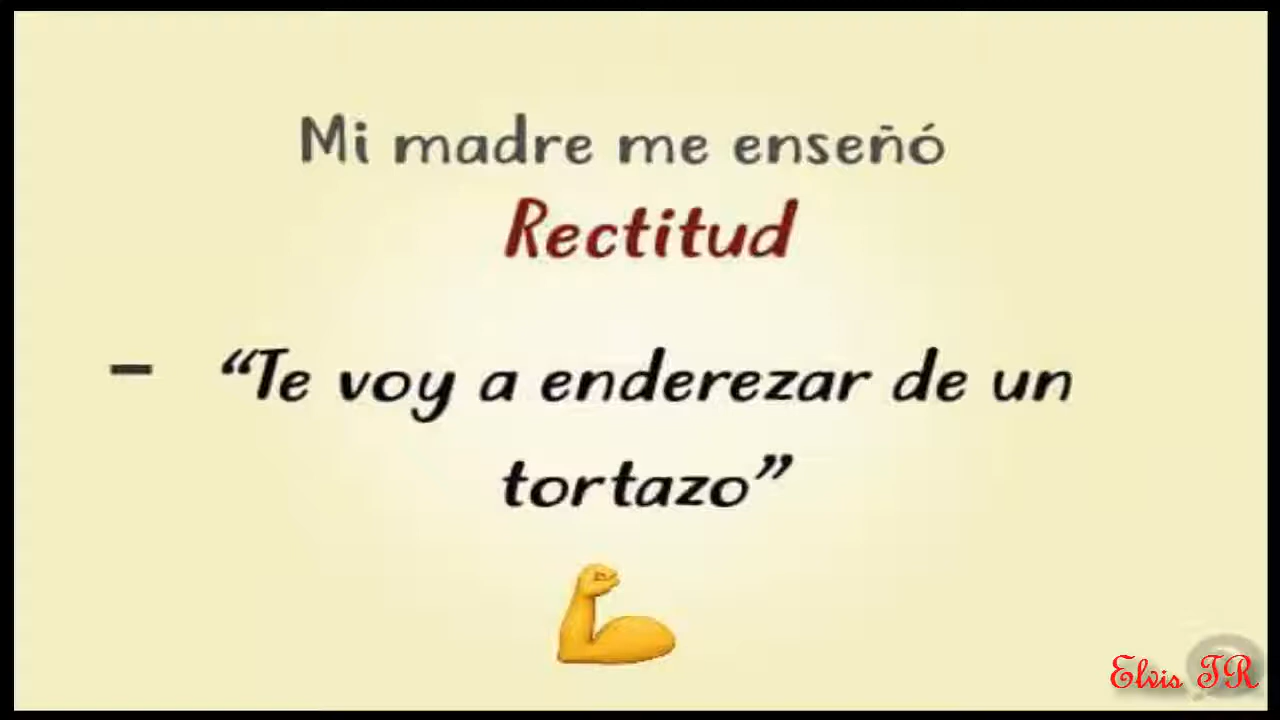 Mi madre me enseñó
Rectitud
- “Te voy a enderezar de un
tortazo”
Elvis TR